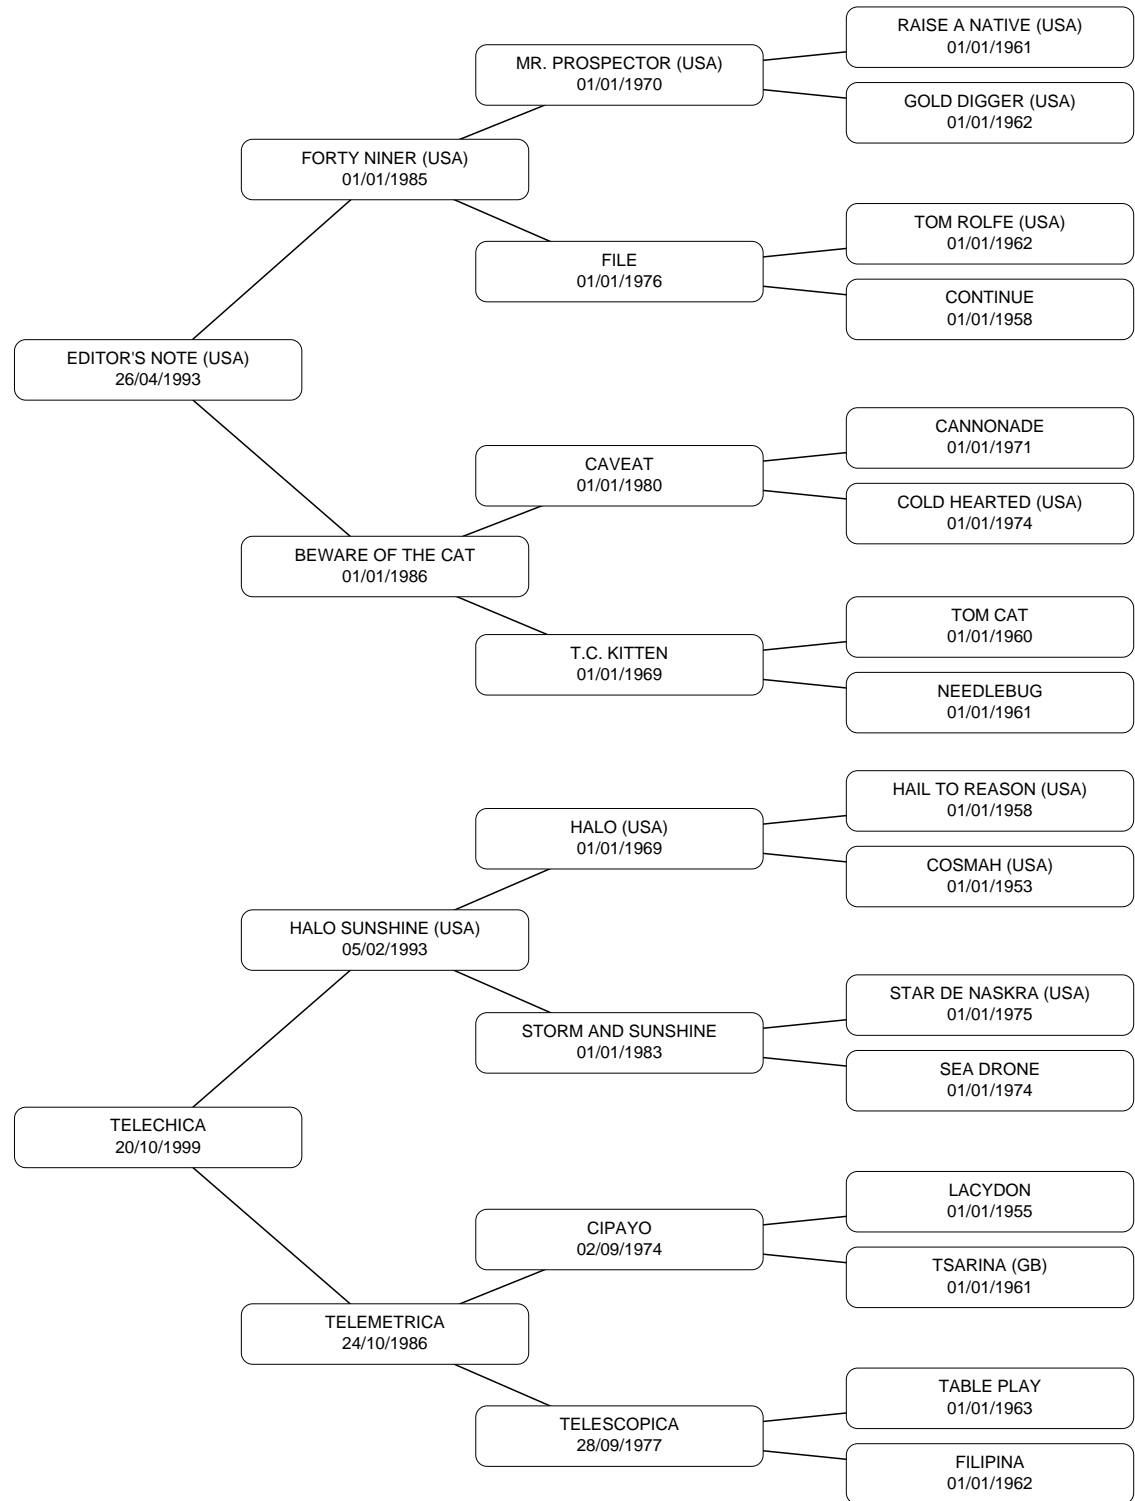 RAISE A NATIVE (USA)
01/01/1961
MR. PROSPECTOR (USA)
01/01/1970
GOLD DIGGER (USA)
01/01/1962
FORTY NINER (USA)
01/01/1985
TOM ROLFE (USA)
01/01/1962
FILE
01/01/1976
CONTINUE
01/01/1958
EDITOR'S NOTE (USA)
26/04/1993
CANNONADE
01/01/1971
CAVEAT
01/01/1980
COLD HEARTED (USA)
01/01/1974
BEWARE OF THE CAT
01/01/1986
TOM CAT
01/01/1960
T.C. KITTEN
01/01/1969
NEEDLEBUG
01/01/1961
HAIL TO REASON (USA)
01/01/1958
HALO (USA)
01/01/1969
COSMAH (USA)
01/01/1953
HALO SUNSHINE (USA)
05/02/1993
STAR DE NASKRA (USA)
01/01/1975
STORM AND SUNSHINE
01/01/1983
SEA DRONE
01/01/1974
TELECHICA
20/10/1999
LACYDON
01/01/1955
CIPAYO
02/09/1974
TSARINA (GB)
01/01/1961
TELEMETRICA
24/10/1986
TABLE PLAY
01/01/1963
TELESCOPICA
28/09/1977
FILIPINA
01/01/1962